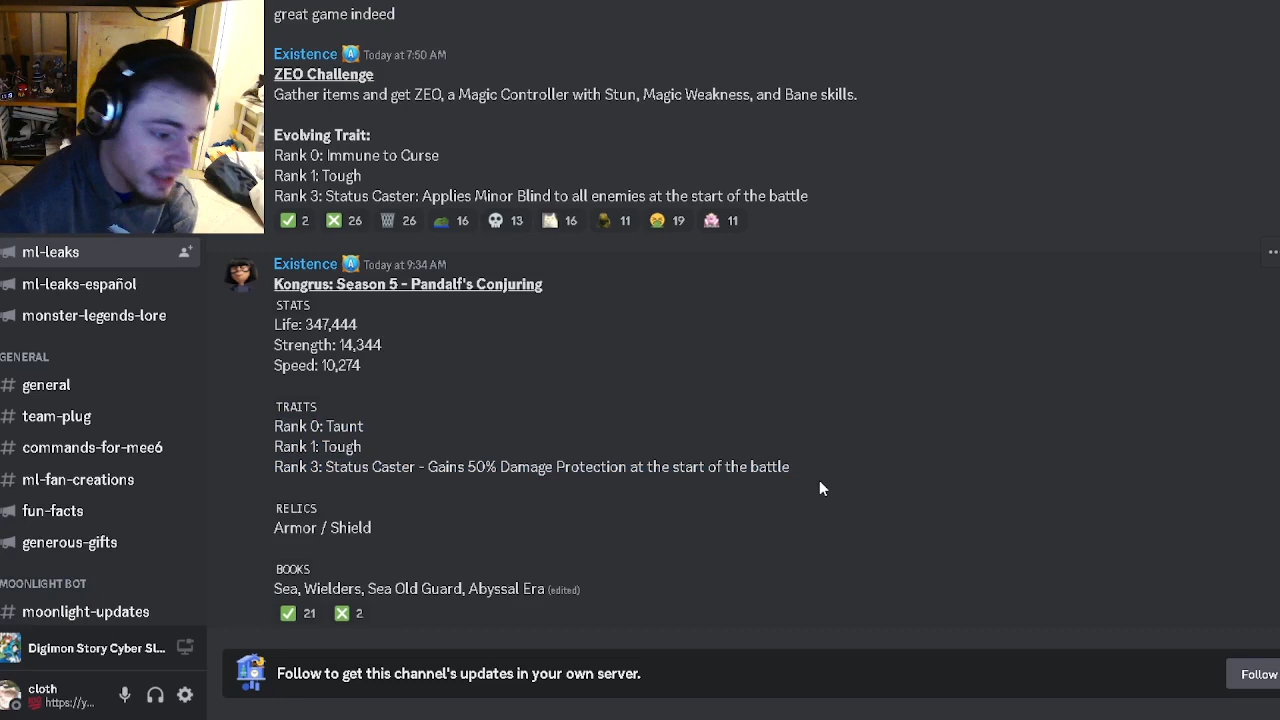 great game indeed
Existence A Today at 7:50 AM
ZEO Challenge
Gather items and get ZEO, a Magic Controller with Stun, Magic Weakness, and Bane skills.
Evolving Trait:
Rank 0: Immune to Curse
Rank 1: Tough
Rank 3: Status Caster: Applies Minor Blind to all enemies at the start of the battle
2 26 26 16 13 16 11 19 11
ml-leaks
ml-leaks-español
monster-legends-lore
GENERAL
general
team-plug
commands-for-mee6
ml-fan-creations
fun-facts
generous-gifts
MOONLIGHT BOT
moonlight-updates
Digimon Story Cyber Sl...
cloth
💯 https://y...
Existence A Today at 9:34 AM
Kongrus: Season 5 - Pandalf's Conjuring
STATS
Life: 347,444
Strength: 14,344
Speed: 10,274
TRAITS
Rank 0: Taunt
Rank 1: Tough
Rank 3: Status Caster - Gains 50% Damage Protection at the start of the battle
RELICS
Armor / Shield
BOOKS
Sea, Wielders, Sea Old Guard, Abyssal Era (edited)
21 2
Follow to get this channel's updates in your own server.
Follow